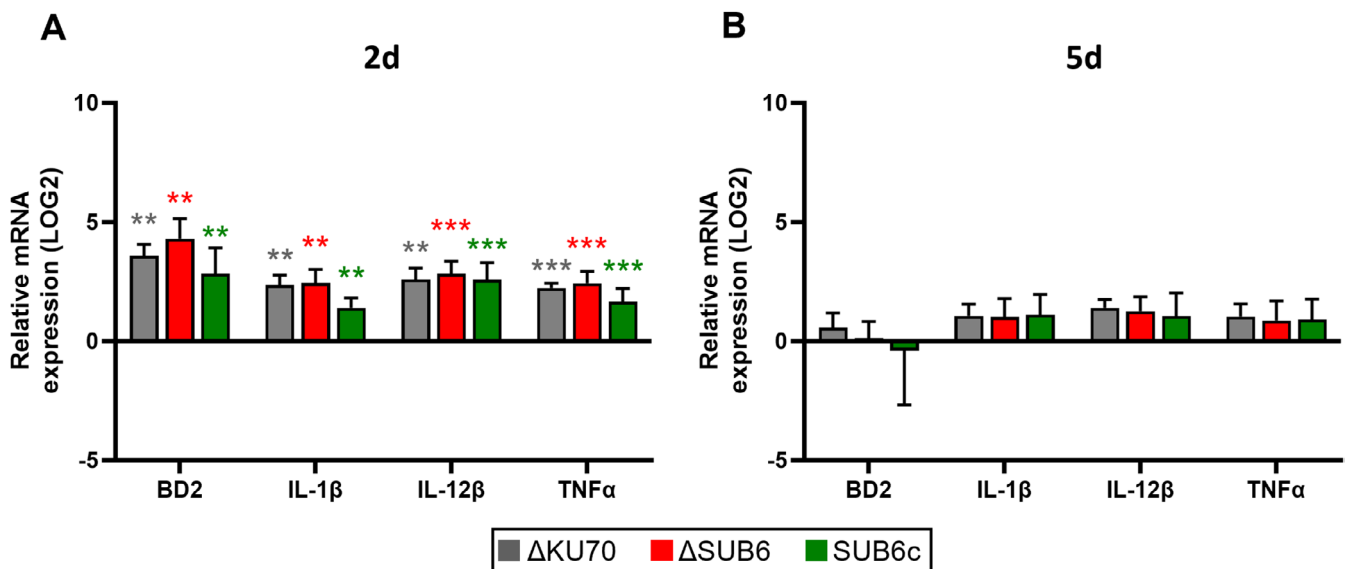 A
2d
Relative mRNA
expression (LOG2)
10
5
0
-5
** ** **
** ** **
** *** ***
*** *** ***
BD2 IL-1β IL-12β TNFα
B
5d
Relative mRNA
expression (LOG2)
10
5
0
-5
BD2 IL-1β IL-12β TNFα
ΔKU70 ΔSUB6 SUB6c